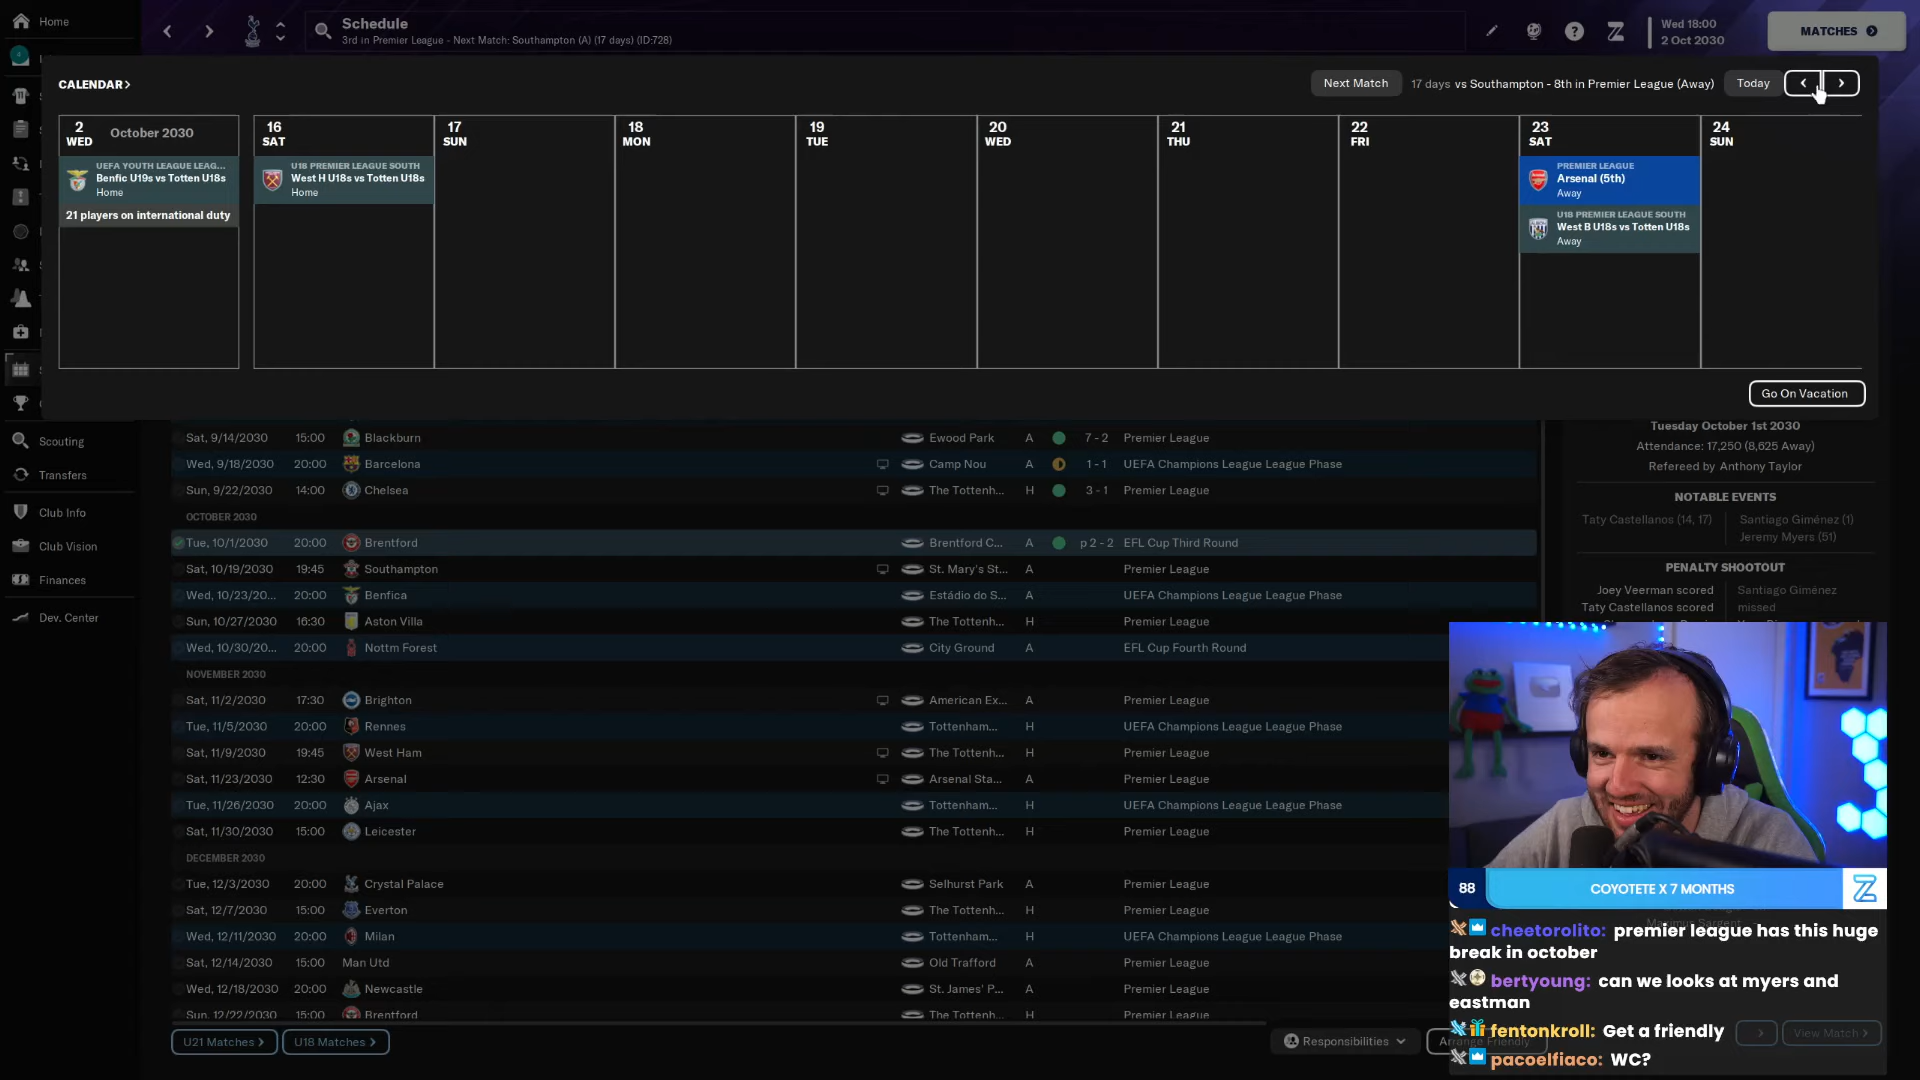 Home
Schedule
3rd in Premier League - Next Match: Southampton (A) (17 days) (ID:728)
Wed 18:00
2 Oct 2030
MATCHES
CALENDAR
Next Match
17 days vs Southampton - 8th in Premier League (Away)
Today
2 WED October 2030
UEFA YOUTH LEAGUE LEAG...
Benfic U19s vs Totten U18s
Home
21 players on international duty
16 SAT
U18 PREMIER LEAGUE SOUTH
West H U18s vs Totten U18s
Home
17 SUN
18 MON
19 TUE
20 WED
21 THU
22 FRI
23 SAT
PREMIER LEAGUE
Arsenal (5th)
Away
U18 PREMIER LEAGUE SOUTH
West B U18s vs Totten U18s
Away
24 SUN
Go On Vacation
Scouting
Transfers
Club Info
Club Vision
Finances
Dev. Center
Sat, 9/14/2030 15:00 Blackburn Ewood Park A 7 - 2 Premier League
Wed, 9/18/2030 20:00 Barcelona Camp Nou A 1 - 1 UEFA Champions League League Phase
Sun, 9/22/2030 14:00 Chelsea The Tottenh... H 3 - 1 Premier League
OCTOBER 2030
Tue, 10/1/2030 20:00 Brentford Brentford C... A p 2 - 2 EFL Cup Third Round
Sat, 10/19/2030 19:45 Southampton St. Mary's St... A Premier League
Wed, 10/23/20... 20:00 Benfica Estádio do S... A UEFA Champions League League Phase
Sun, 10/27/2030 16:30 Aston Villa The Tottenh... H Premier League
Wed, 10/30/20... 20:00 Nottm Forest City Ground A EFL Cup Fourth Round
NOVEMBER 2030
Sat, 11/2/2030 17:30 Brighton American Ex... A Premier League
Tue, 11/5/2030 20:00 Rennes Tottenham... H UEFA Champions League League Phase
Sat, 11/9/2030 19:45 West Ham The Tottenh... H Premier League
Sat, 11/23/2030 12:30 Arsenal Arsenal Sta... A Premier League
Tue, 11/26/2030 20:00 Ajax Tottenham... H UEFA Champions League League Phase
Sat, 11/30/2030 15:00 Leicester The Tottenh... H Premier League
DECEMBER 2030
Tue, 12/3/2030 20:00 Crystal Palace Selhurst Park A Premier League
Sat, 12/7/2030 15:00 Everton The Tottenh... H Premier League
Wed, 12/11/2030 20:00 Milan Tottenham... H UEFA Champions League League Phase
Sat, 12/14/2030 15:00 Man Utd Old Trafford A Premier League
Wed, 12/18/2030 20:00 Newcastle St. James' P... A Premier League
Sun, 12/22/2030 15:00 Brentford The Tottenh... H Premier League
U21 Matches
U18 Matches
Responsibilities
Arrange Friendly
View Match
Tuesday October 1st 2030
Attendance: 17,250 (8,625 Away)
Refereed by Anthony Taylor
NOTABLE EVENTS
Taty Castellanos (14, 17) Santiago Giménez (1)
Jeremy Myers (51)
PENALTY SHOOTOUT
Joey Veerman scored Santiago Giménez
Taty Castellanos scored missed
88 COYOTETE X 7 MONTHS
cheetorolito: premier league has this huge
break in october
bertyoung: can we looks at myers and
eastman
fentonkroll: Get a friendly
pacoelfiaco: WC?